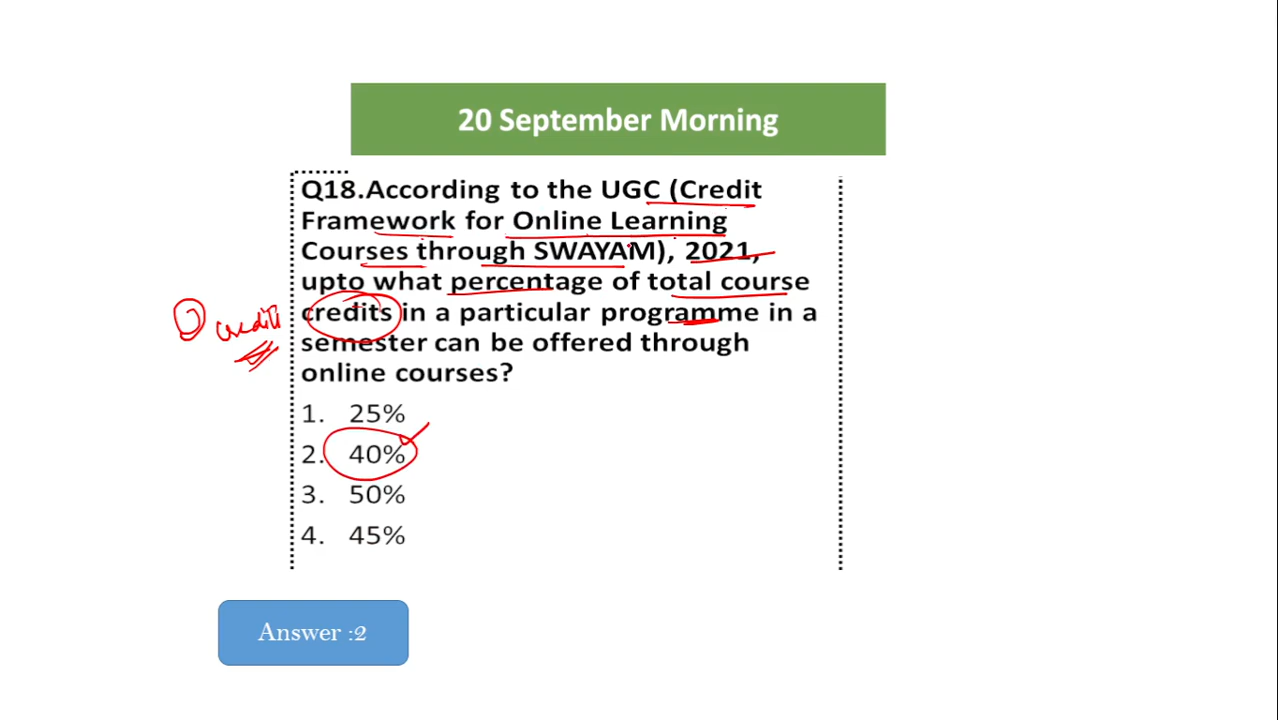 20 September Morning
Q18.According to the UGC (Credit
Framework for Online Learning
Courses through SWAYAM), 2021,
upto what percentage of total course
credits in a particular programme in a
credit
semester can be offered through
online courses?
1. 25%
2. 40%
3. 50%
4. 45%
Answer :2